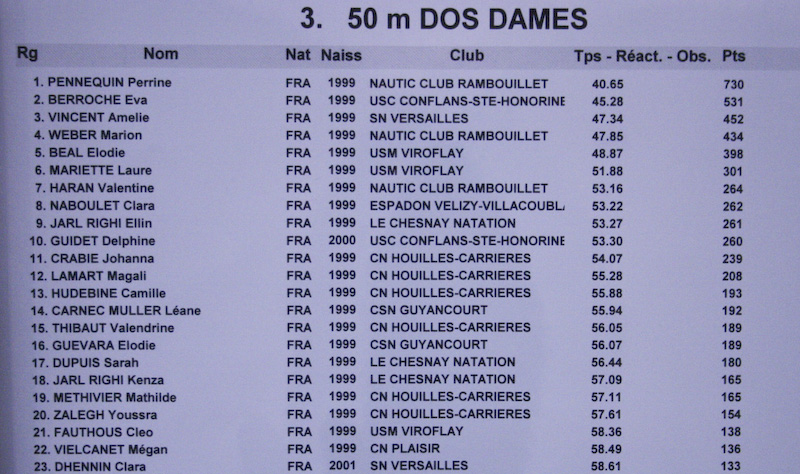 3. 50 m DOS DAMES
Rg Nom Nat Naiss Club Tps - Réact. - Obs. Pts
1. PENNEQUIN Perrine FRA 1999 NAUTIC CLUB RAMBOUILLET 40.65 730
2. BERROCHE Eva FRA 1999 USC CONFLANS-STE-HONORINE 45.28 531
3. VINCENT Amelie FRA 1999 SN VERSAILLES 47.34 452
4. WEBER Marion FRA 1999 NAUTIC CLUB RAMBOUILLET 47.85 434
5. BEAL Elodie FRA 1999 USM VIROFLAY 48.87 398
6. MARIETTE Laure FRA 1999 USM VIROFLAY 51.88 301
7. HARAN Valentine FRA 1999 NAUTIC CLUB RAMBOUILLET 53.16 264
8. NABOULET Clara FRA 1999 ESPADON VELIZY-VILLACOUBLA 53.22 262
9. JARL RIGHI Ellin FRA 1999 LE CHESNAY NATATION 53.27 261
10. GUIDET Delphine FRA 2000 USC CONFLANS-STE-HONORINE 53.30 260
11. CRABIE Johanna FRA 1999 CN HOUILLES-CARRIERES 54.07 239
12. LAMART Magali FRA 1999 CN HOUILLES-CARRIERES 55.28 208
13. HUDEBINE Camille FRA 1999 CN HOUILLES-CARRIERES 55.88 193
14. CARNEC MULLER Léane FRA 1999 CSN GUYANCOURT 55.94 192
15. THIBAUT Valendrine FRA 1999 CN HOUILLES-CARRIERES 56.05 189
16. GUEVARA Elodie FRA 1999 CSN GUYANCOURT 56.07 189
17. DUPUIS Sarah FRA 1999 LE CHESNAY NATATION 56.44 180
18. JARL RIGHI Kenza FRA 1999 LE CHESNAY NATATION 57.09 165
19. METHIVIER Mathilde FRA 1999 CN HOUILLES-CARRIERES 57.11 165
20. ZALEGH Youssra FRA 1999 CN HOUILLES-CARRIERES 57.61 154
21. FAUTHOUS Cleo FRA 1999 USM VIROFLAY 58.36 138
22. VIELCANET Mégan FRA 1999 CN PLAISIR 58.49 136
23. DHENNIN Clara FRA 2001 SN VERSAILLES 58.61 133